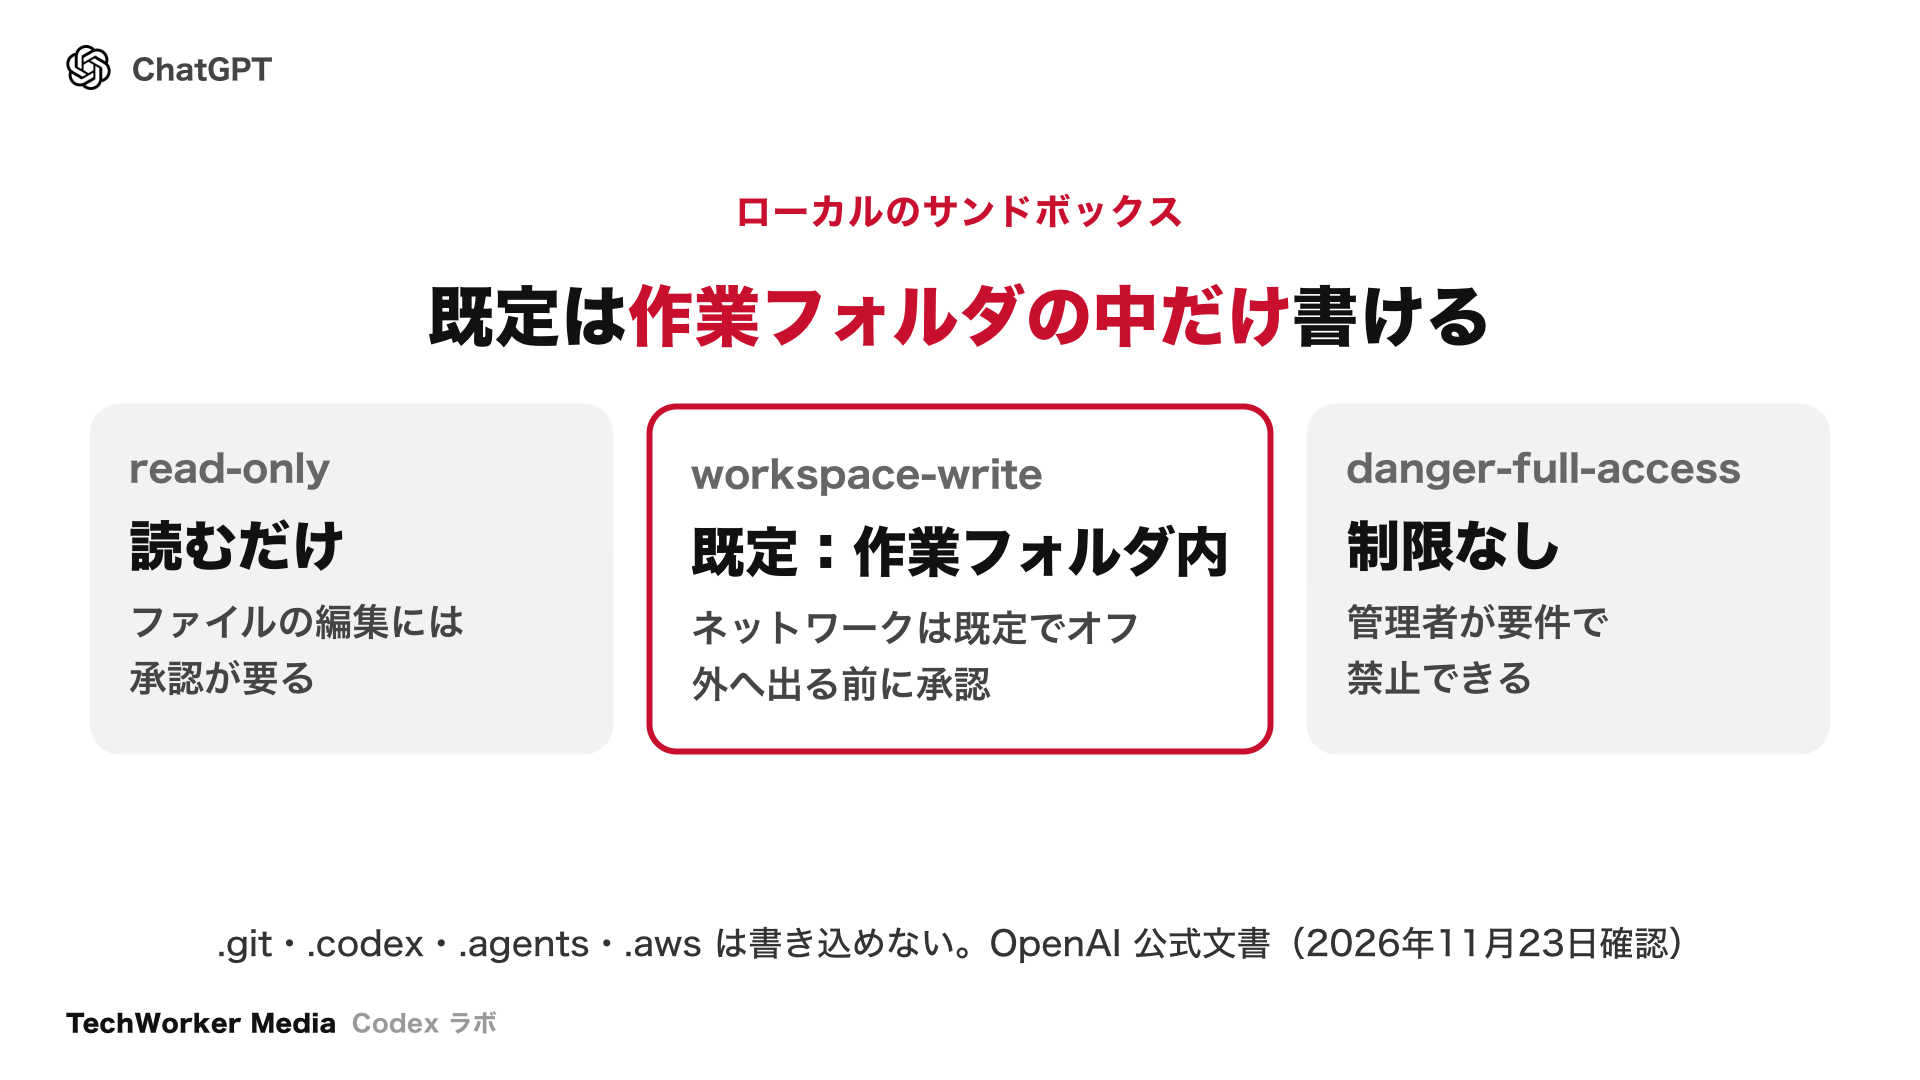 ChatGPT
ローカルのサンドボックス
既定は作業フォルダの中だけ書ける
read-only
読むだけ
ファイルの編集には
承認が要る
workspace-write
既定：作業フォルダ内
ネットワークは既定でオフ
外へ出る前に承認
danger-full-access
制限なし
管理者が要件で
禁止できる
.git・.codex・.agents・.aws は書き込めない。OpenAI 公式文書（2026年11月23日確認）
TechWorker Media Codex ラボ